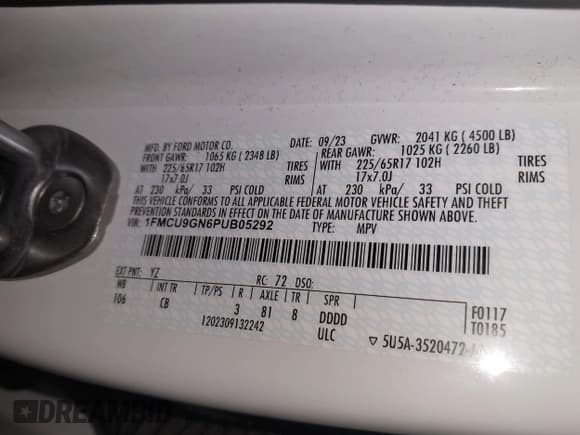 MFD. BY FORD MOTOR CO. 09/23 GVWR: 2041 KG ( 4500 LB)
FRONT GAWR: 1065 KG ( 2348 LB) REAR GAWR: 1025 KG ( 2260 LB)
WITH 225/65R17 102H TIRES WITH 225/65R17 102H TIRES
17x7.0J RIMS 17x7.0J RIMS
AT 230 kPa/ 33 PSI COLD AT 230 kPa/ 33 PSI COLD
CONFORMS TO ALL APPLICABLE FEDERAL MOTOR VEHICLE SAFETY AND THEFT
PREVENTION STANDARDS IN EFFECT ON THE DATE OF MANUFACTURE SHOWN ABOVE.
VIN: 1FMCU9GN6PUB05292 TYPE: MPV
EXT PNT: YZ RC: 72 DSO:
WB INT TR TP/PS R AXLE TR SPR
106 CB 3 81 8 DDDD
F0117
T0185
1202309132242 ULC
▽ 5U5A-3520472-
DREAMBID